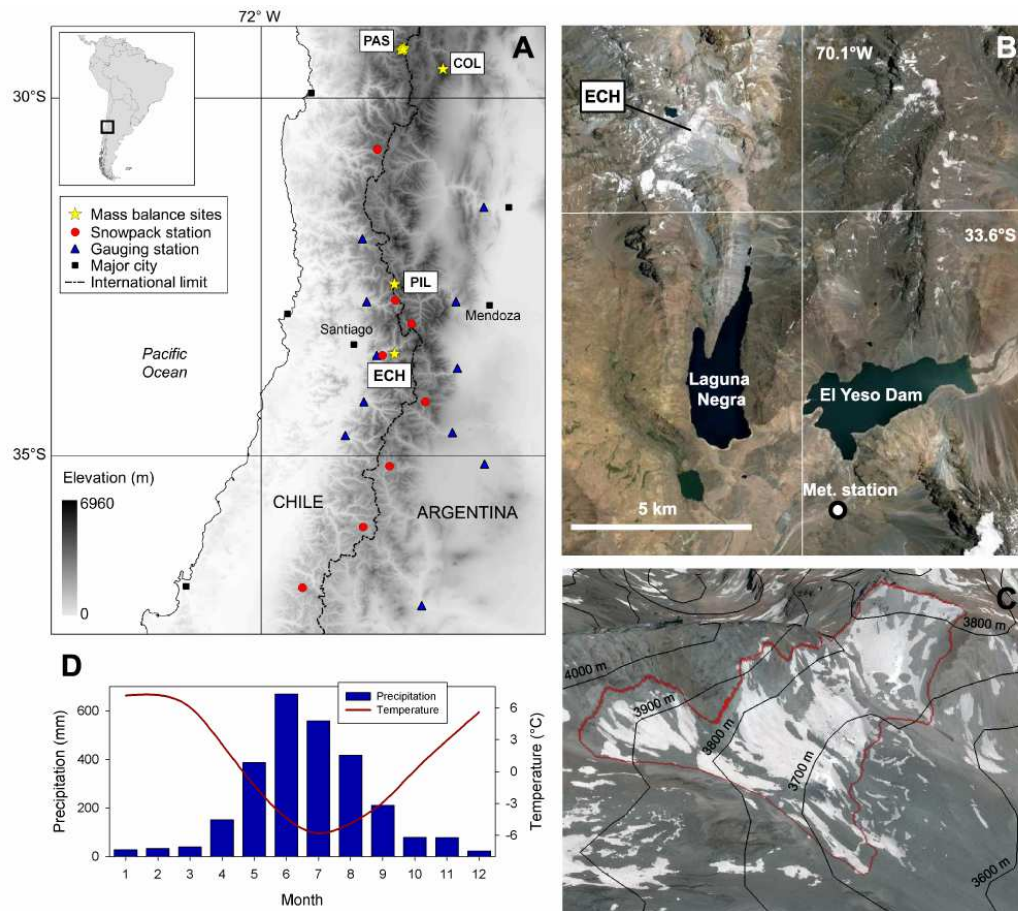 72° W
A
PAS
COL
30°S
Mass balance sites
Snowpack station
Gauging station
Major city
International limit
PIL
Santiago
Mendoza
Pacific
Ocean
ECH
35°S
Elevation (m)
6960
0
CHILE
ARGENTINA
B
70.1°W
ECH
33.6°S
Laguna
Negra
El Yeso Dam
Met. station
5 km
C
3800 m
4000 m
3900 m
3800 m
3700 m
3600 m
D
Precipitation
Temperature
Precipitation (mm)
600
400
200
0
Temperature (°C)
6
3
0
-3
-6
1 2 3 4 5 6 7 8 9 10 11 12
Month